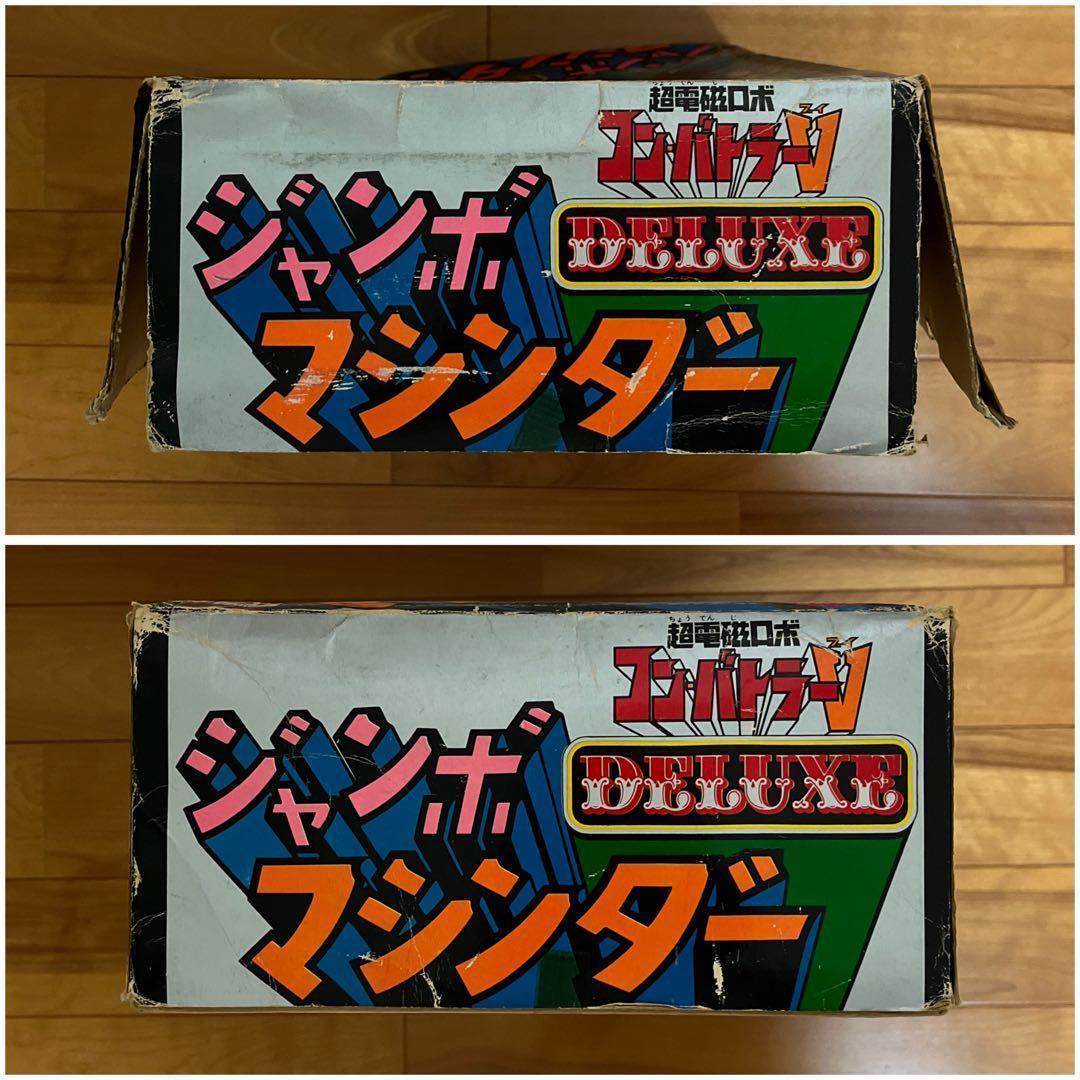 ちょうでんじ
超電磁ロボ
ブイ
コン・バトラーV
DELUXE
ジャンボ
マシンダー
ちょうでんじ
超電磁ロボ
ブイ
コン・バトラーV
DELUXE
ジャンボ
マシンダー